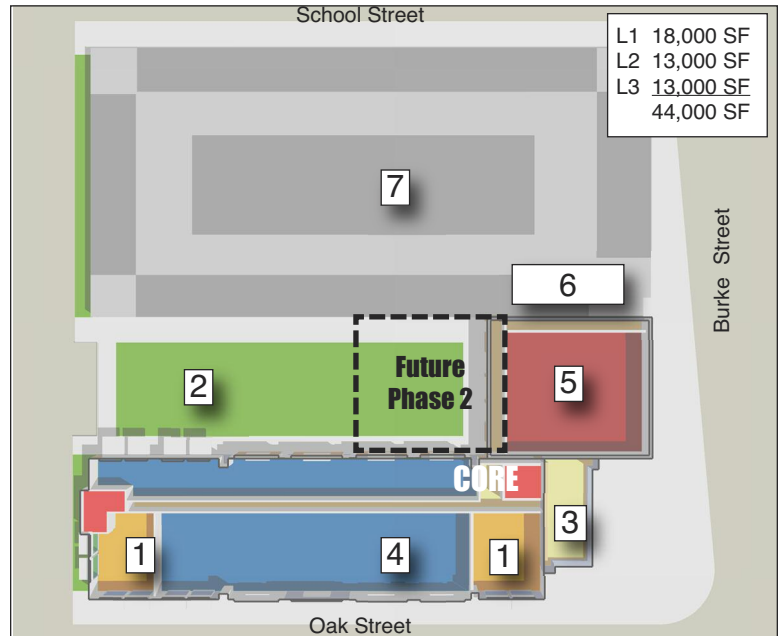 School Street
L1 18,000 SF
L2 13,000 SF
L3 13,000 SF
44,000 SF
7
Burke Street
6
Future
Phase 2
2
5
CORE
3
1
4
1
Oak Street